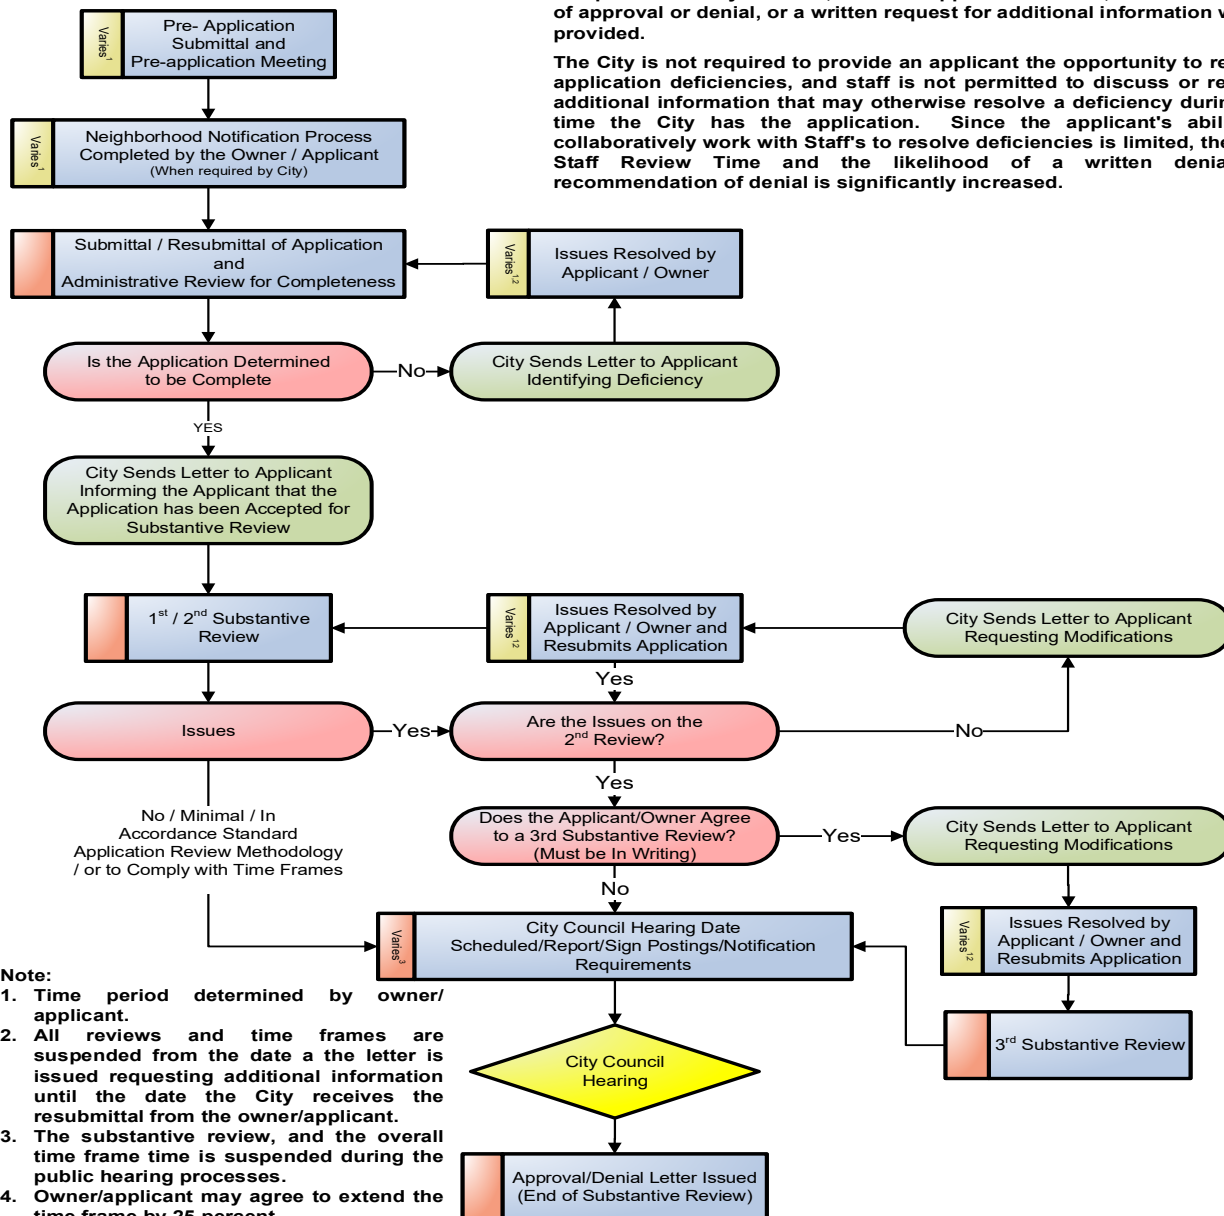 of approval or denial, or a written request for additional information
provided.
The City is not required to provide an applicant the opportunity to
application deficiencies, and staff is not permitted to discuss or
additional information that may otherwise resolve a deficiency
time the City has the application. Since the applicant's
collaboratively work with Staff's to resolve deficiencies is limited,
Staff Review Time and the likelihood of a written
recommendation of denial is significantly increased.
Varies1
Pre- Application
Submittal and
Pre-application Meeting
Varies1
Neighborhood Notification Process
Completed by the Owner / Applicant
(When required by City)
Submittal / Resubmittal of Application
and
Administrative Review for Completeness
Varies1,2
Issues Resolved by
Applicant / Owner
Is the Application Determined
to be Complete
No
City Sends Letter to Applicant
Identifying Deficiency
YES
City Sends Letter to Applicant
Informing the Applicant that the
Application has been Accepted for
Substantive Review
1st / 2nd Substantive
Review
Varies1,2
Issues Resolved by
Applicant / Owner and
Resubmits Application
City Sends Letter to Applicant
Requesting Modifications
Yes
Issues
Yes
Are the Issues on the
2nd Review?
No
Yes
No / Minimal / In
Accordance Standard
Application Review Methodology
/ or to Comply with Time Frames
Does the Applicant/Owner Agree
to a 3rd Substantive Review?
(Must be In Writing)
Yes
City Sends Letter to Applicant
Requesting Modifications
No
Varies3
City Council Hearing Date
Scheduled/Report/Sign Postings/Notification
Requirements
Varies1,2
Issues Resolved by
Applicant / Owner and
Resubmits Application
3rd Substantive Review
City Council
Hearing
Approval/Denial Letter Issued
(End of Substantive Review)
Note:
1. Time period determined by owner/
applicant.
2. All reviews and time frames are
suspended from the date a the letter is
issued requesting additional information
until the date the City receives the
resubmittal from the owner/applicant.
3. The substantive review, and the overall
time frame time is suspended during the
public hearing processes.
4. Owner/applicant may agree to extend the
time frame by 25 percent